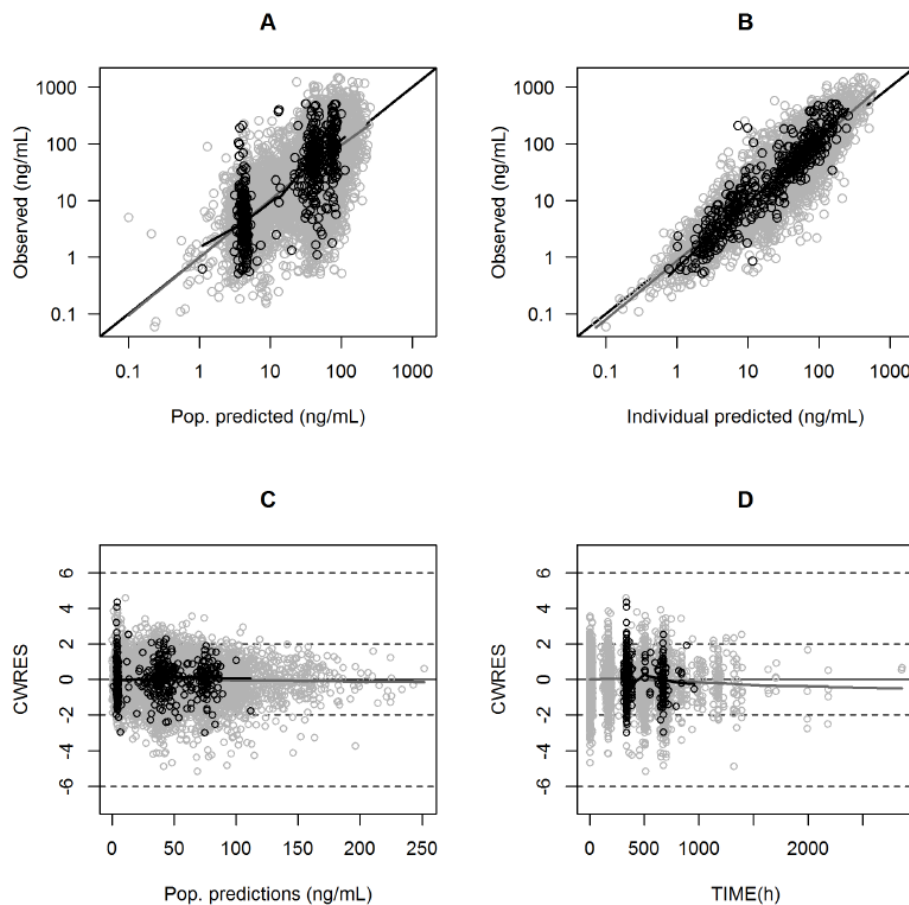 A
B
1000
100
10
1
0.1
Observed (ng/mL)
0.1 1 10 100 1000
Pop. predicted (ng/mL)
1000
100
10
1
0.1
Observed (ng/mL)
0.1 1 10 100 1000
Individual predicted (ng/mL)
C
D
6
4
2
0
-2
-4
-6
CWRES
0 50 100 150 200 250
Pop. predictions (ng/mL)
6
4
2
0
-2
-4
-6
CWRES
0 500 1000 2000
TIME(h)